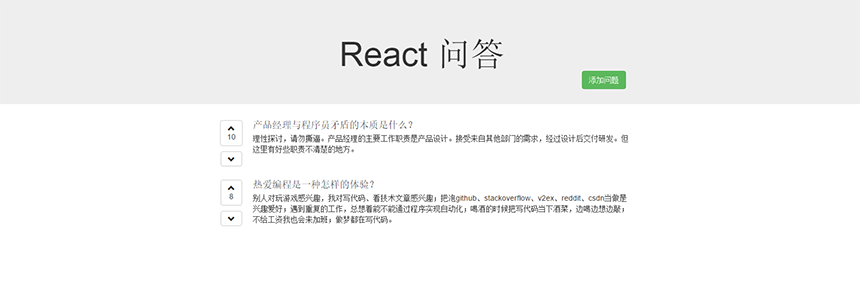 React 问答
添加问题
产品经理与程序员矛盾的本质是什么?
10
理性探讨，请勿撕逼。产品经理的主要工作职责是产品设计。接受来自其他部门的需求，经过设计后交付研发。但
这里有好些职责不清楚的地方。
热爱编程是一种怎样的体验?
8
别人对玩游戏感兴趣，我对写代码、看技术文章感兴趣；把泡github、stackoverflow、v2ex、reddit、csdn当做是
兴趣爱好；遇到重复的工作，总想着能不能通过程序实现自动化；喝酒的时候把写代码当下酒菜，边喝边想边敲；
不给工资我也会来加班；做梦都在写代码。